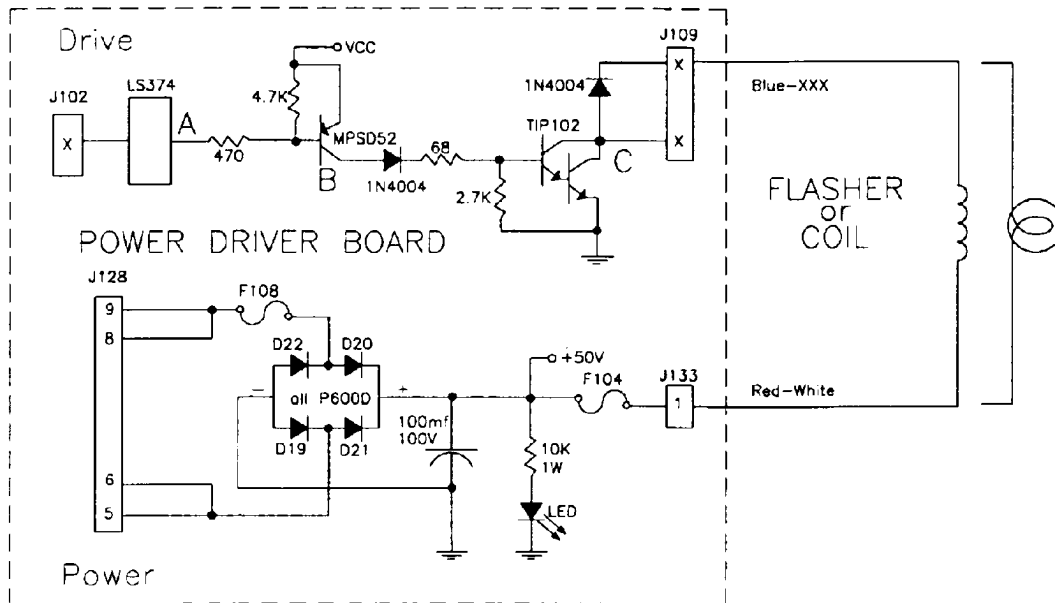 Drive
VCC
J109
LS374
J102
4.7K
1N4004
Blue-XXX
X
A
X
TIP102
MPSD52
X
470
B
68
C
1N4004
2.7K
FLASHER
or
COIL
POWER DRIVER BOARD
J128
F108
9
8
D22
D20
+50V
F104
J133
-
+
Red-White
all
P600D
1
100mf
100V
D19
D21
10K
1W
6
5
LED
Power